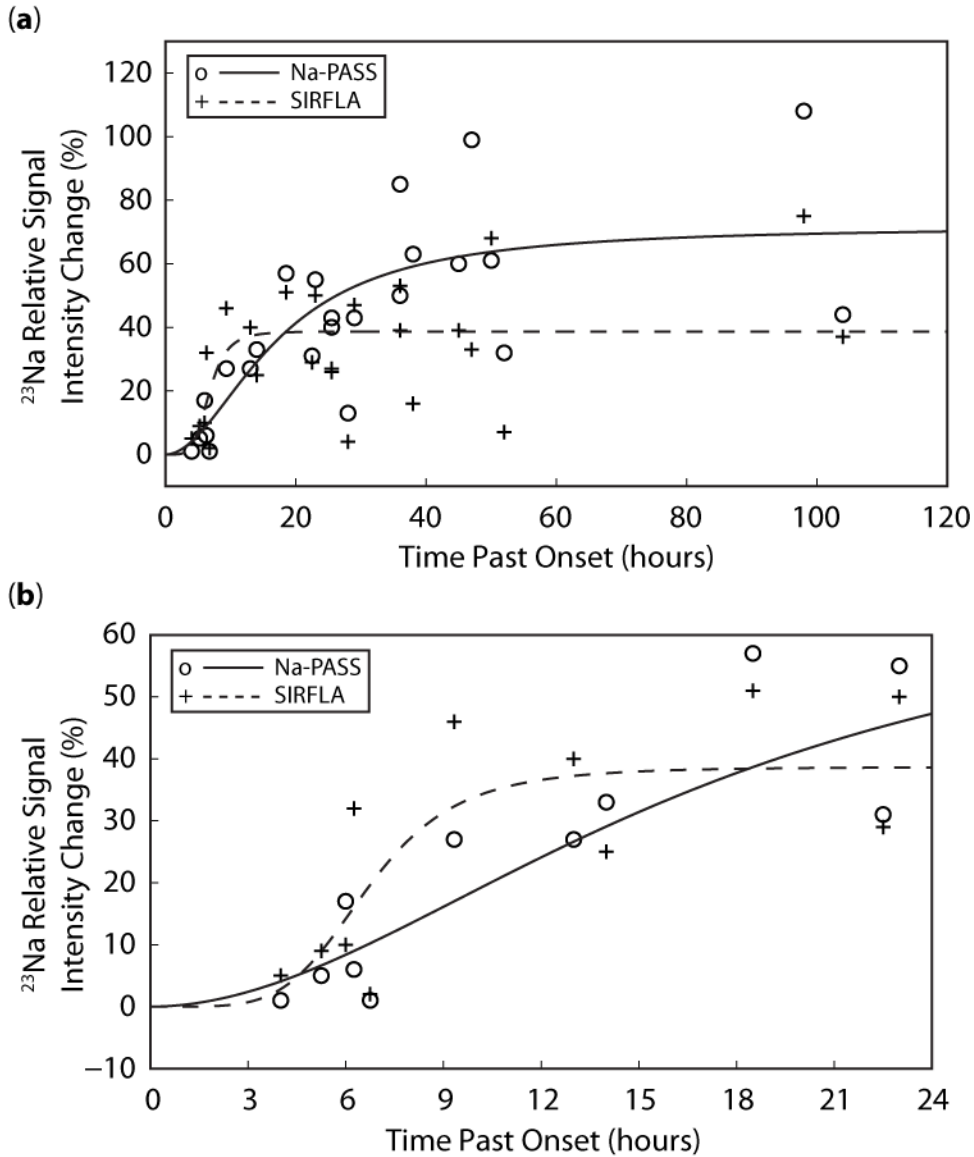 (a)
120
100
80
60
40
20
0
²³Na Relative Signal
Intensity Change (%)
Na-PASS
SIRFLA
0 20 40 60 80 100 120
Time Past Onset (hours)
(b)
60
50
40
30
20
10
0
−10
²³Na Relative Signal
Intensity Change (%)
Na-PASS
SIRFLA
0 3 6 9 12 15 18 21 24
Time Past Onset (hours)